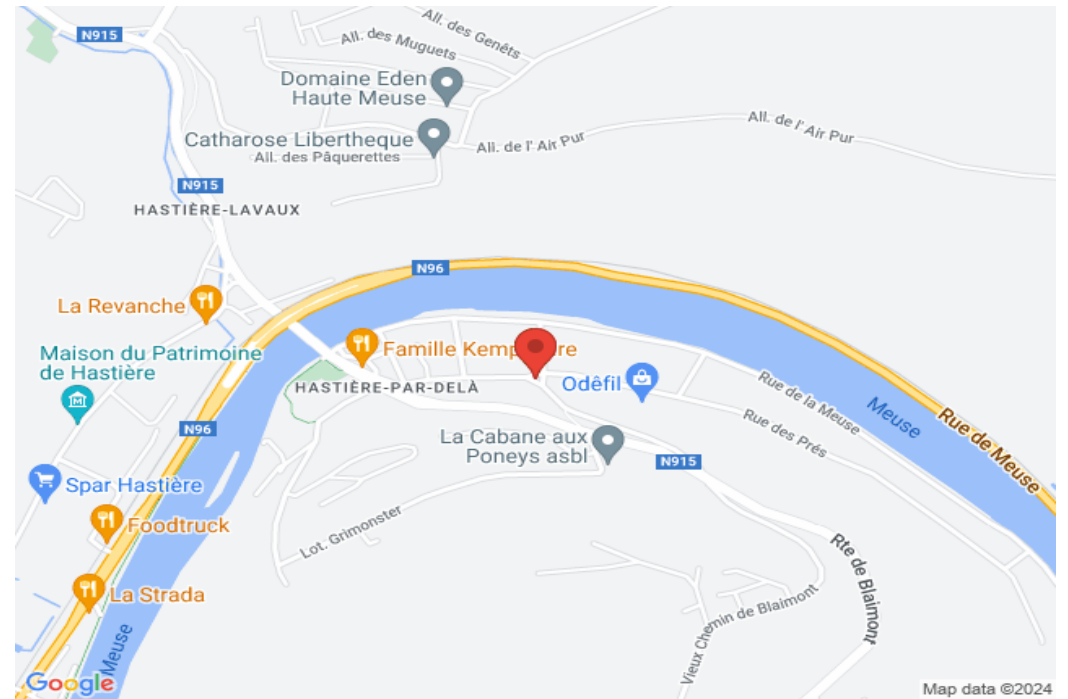 N915
All. des Genêts
All. des Muguets
Domaine Eden
Haute Meuse
Catharose Libertheque
All. des Pâquerettes
All. de l' Air Pur
All. de l' Air Pur
N915
HASTIÈRE-LAVAUX
N96
La Revanche
Maison du Patrimoine
de Hastière
Famille Kemp
re
HASTIÈRE-PAR-DELÀ
Odêfil
Rue de la Meuse
Meuse
Rue de Meuse
Rue des Prés
N96
La Cabane aux
Poneys asbl
N915
Spar Hastière
Foodtruck
Lot. Grimonster
Rte de Blaimont
La Strada
Vieux Chemin de Blaimont
Meuse
Google
Map data ©2024